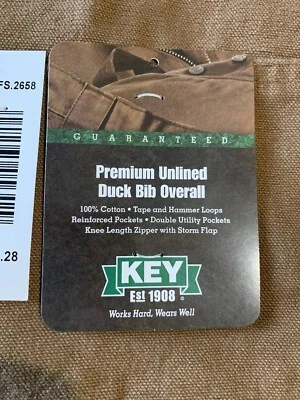 FS.2658
.28
GUARANTEED
Premium Unlined
Duck Bib Overall
100% Cotton • Tape and Hammer Loops
Reinforced Pockets • Double Utility Pockets
Knee Length Zipper with Storm Flap
KEY
Est 1908®
Works Hard, Wears Well